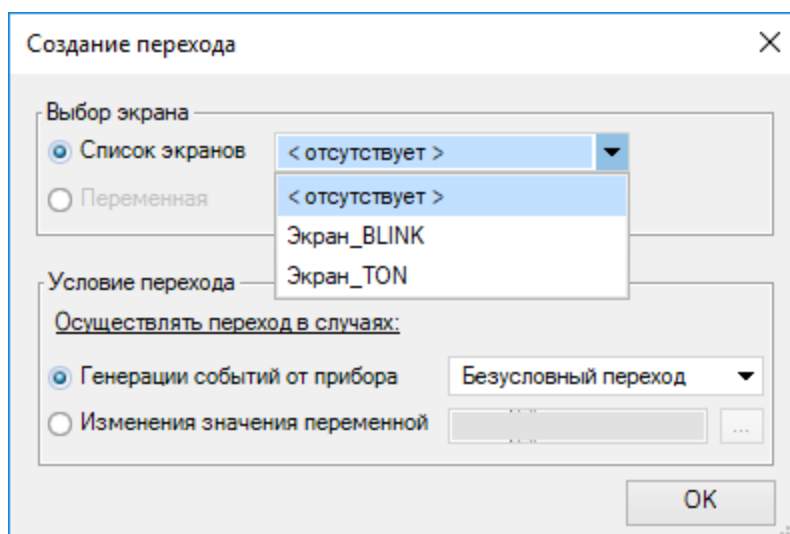 Создание перехода
Выбор экрана
Список экранов < отсутствует >
Переменная < отсутствует >
Экран_BLINK
Экран_TON
Условие перехода
Осуществлять переход в случаях:
Генерации событий от прибора Безусловный переход
Изменения значения переменной ...
OK